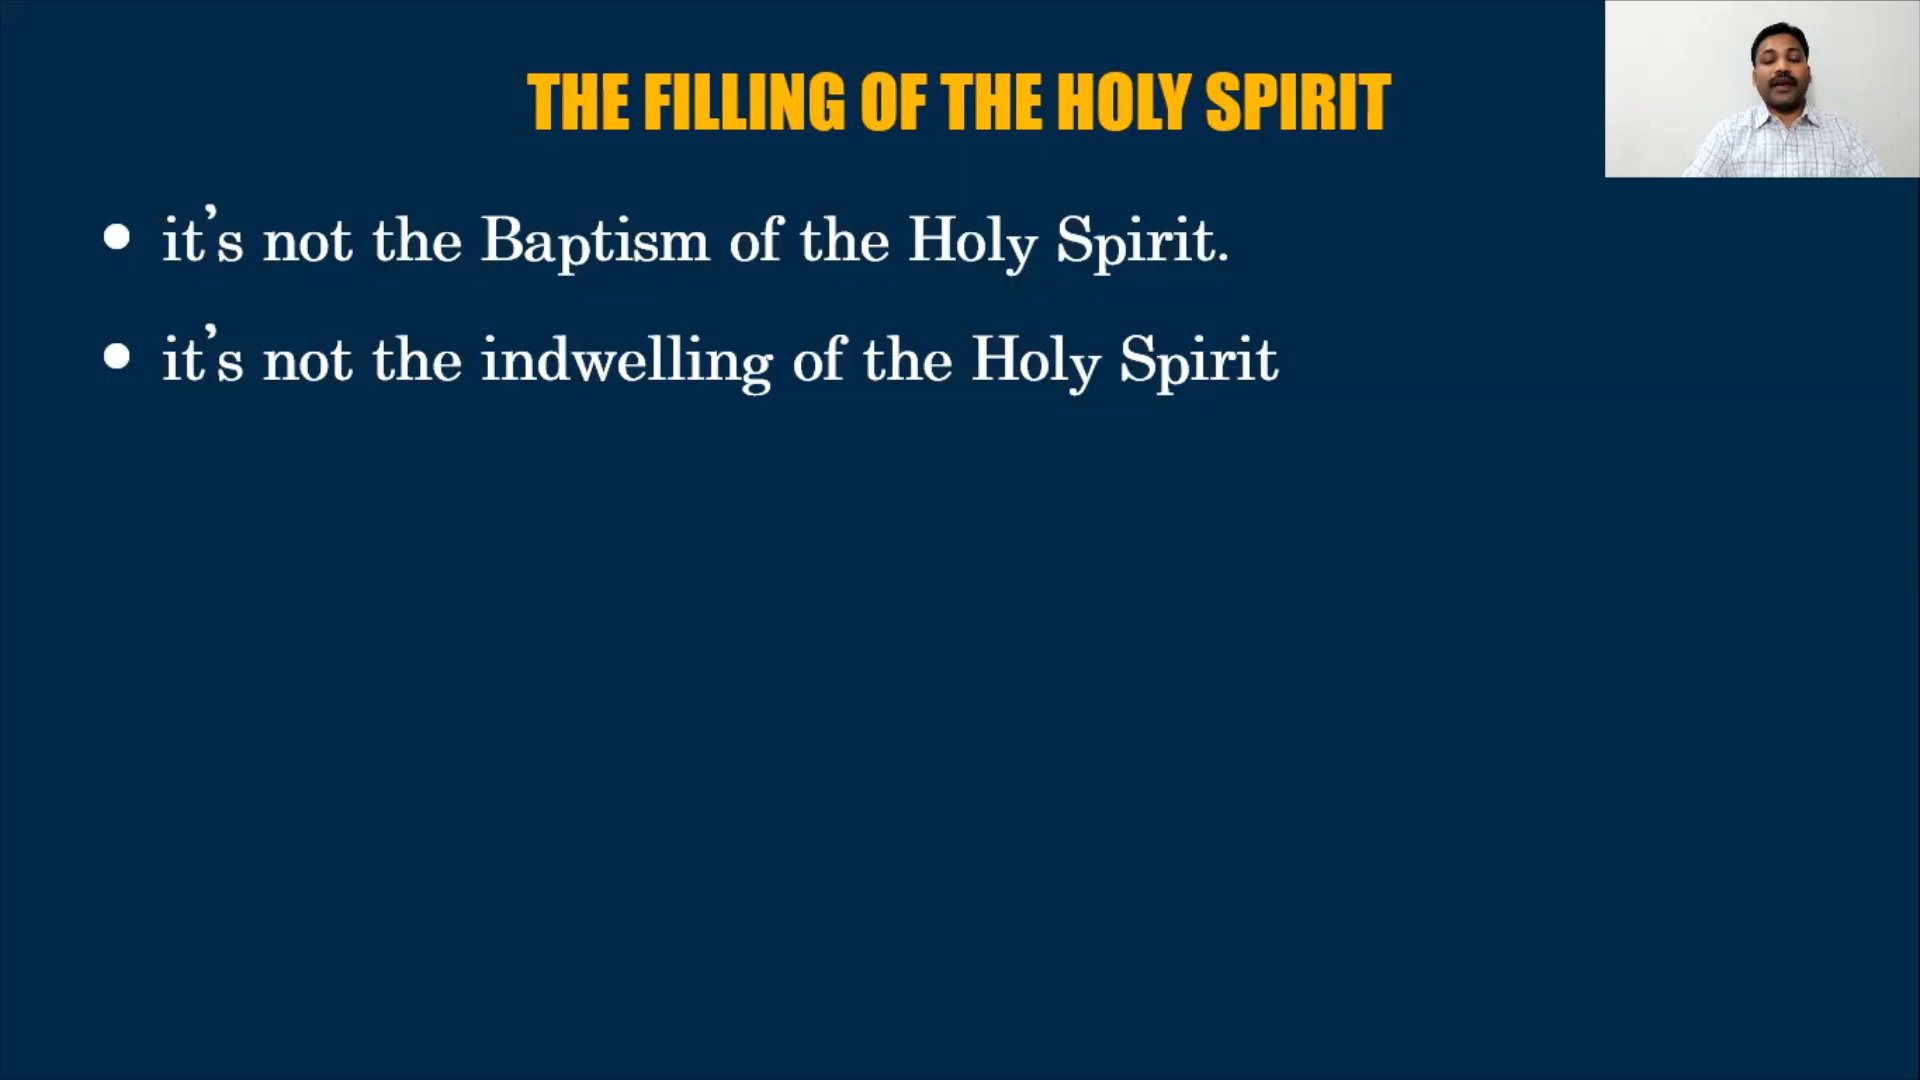 THE FILLING OF THE HOLY SPIRIT
• it’s not the Baptism of the Holy Spirit.
• it’s not the indwelling of the Holy Spirit